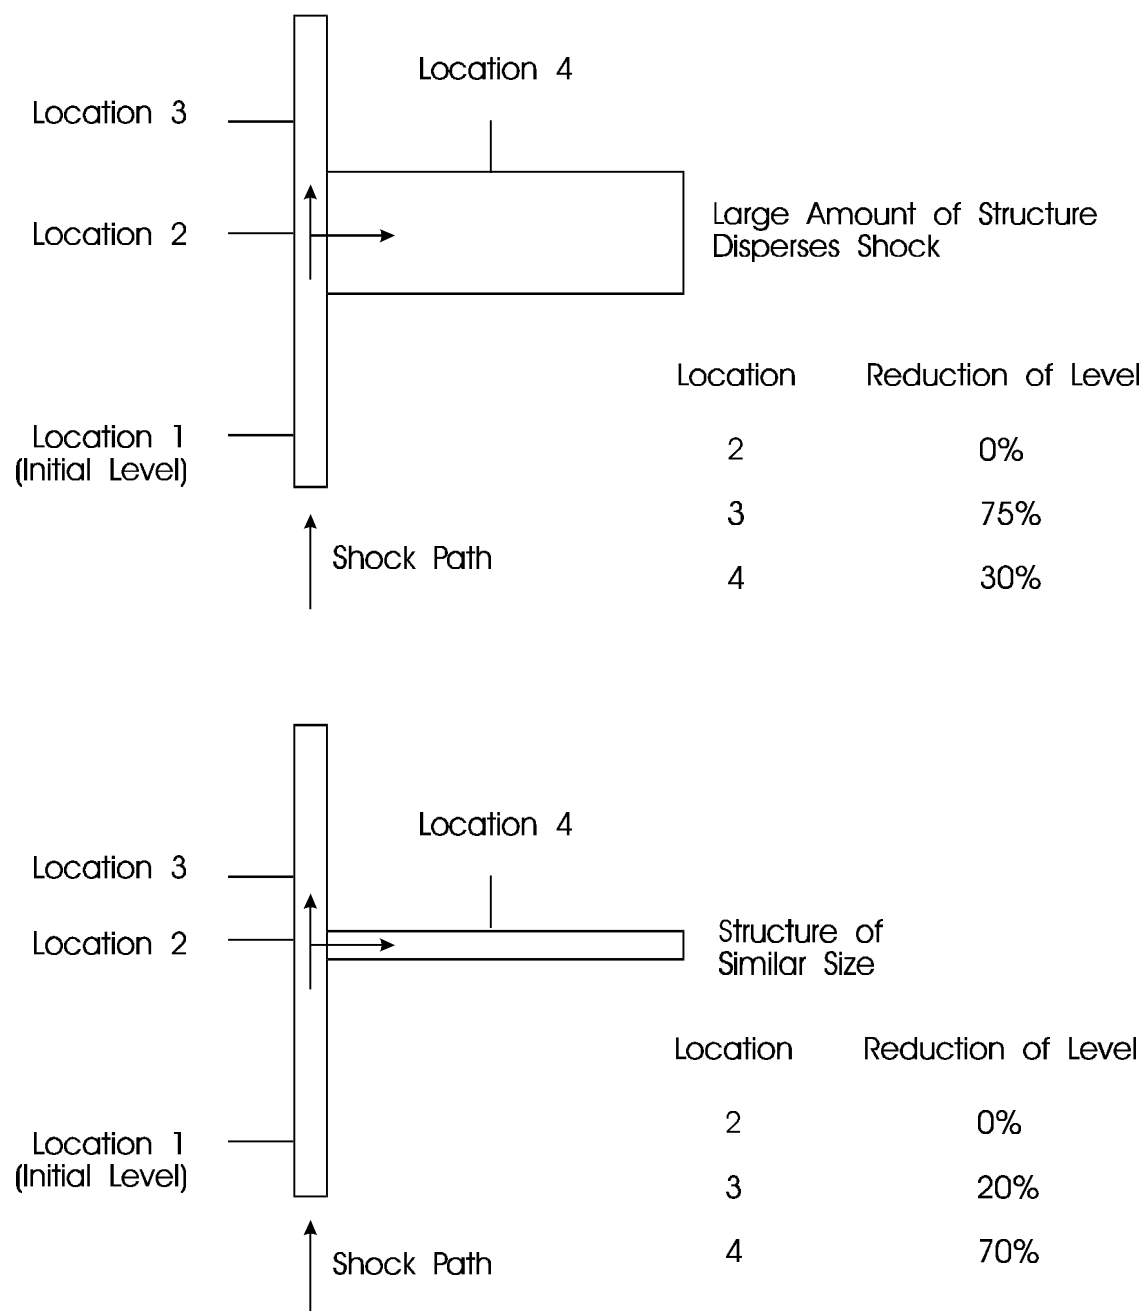 Location 4
Location 3
Location 2
Large Amount of Structure
Disperses Shock
Location Reduction of Level
2 0%
3 75%
4 30%
Location 1
(Initial Level)
Shock Path
Location 4
Location 3
Location 2
Structure of
Similar Size
Location Reduction of Level
2 0%
3 20%
4 70%
Location 1
(Initial Level)
Shock Path